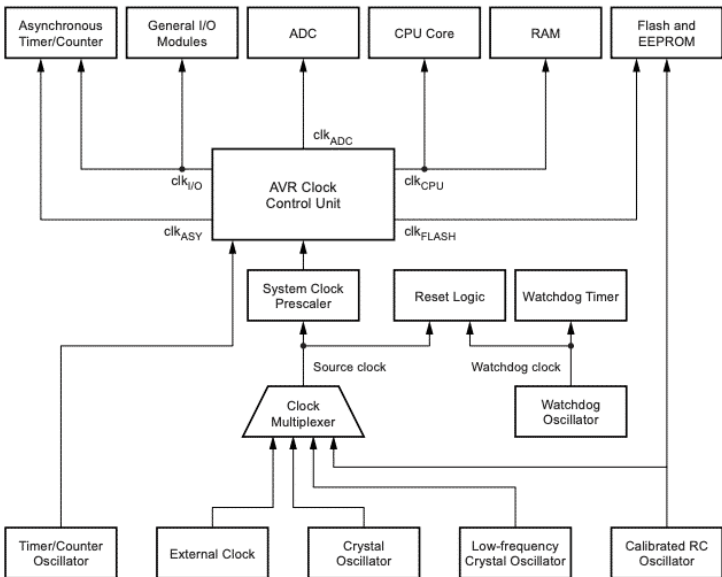 Asynchronous
Timer/Counter
General I/O
Modules
ADC
CPU Core
RAM
Flash and
EEPROM
clkADC
clkI/O
AVR Clock
Control Unit
clkCPU
clkASY
clkFLASH
System Clock
Prescaler
Reset Logic
Watchdog Timer
Source clock
Watchdog clock
Clock
Multiplexer
Watchdog
Oscillator
Timer/Counter
Oscillator
External Clock
Crystal
Oscillator
Low-frequency
Crystal Oscillator
Calibrated RC
Oscillator